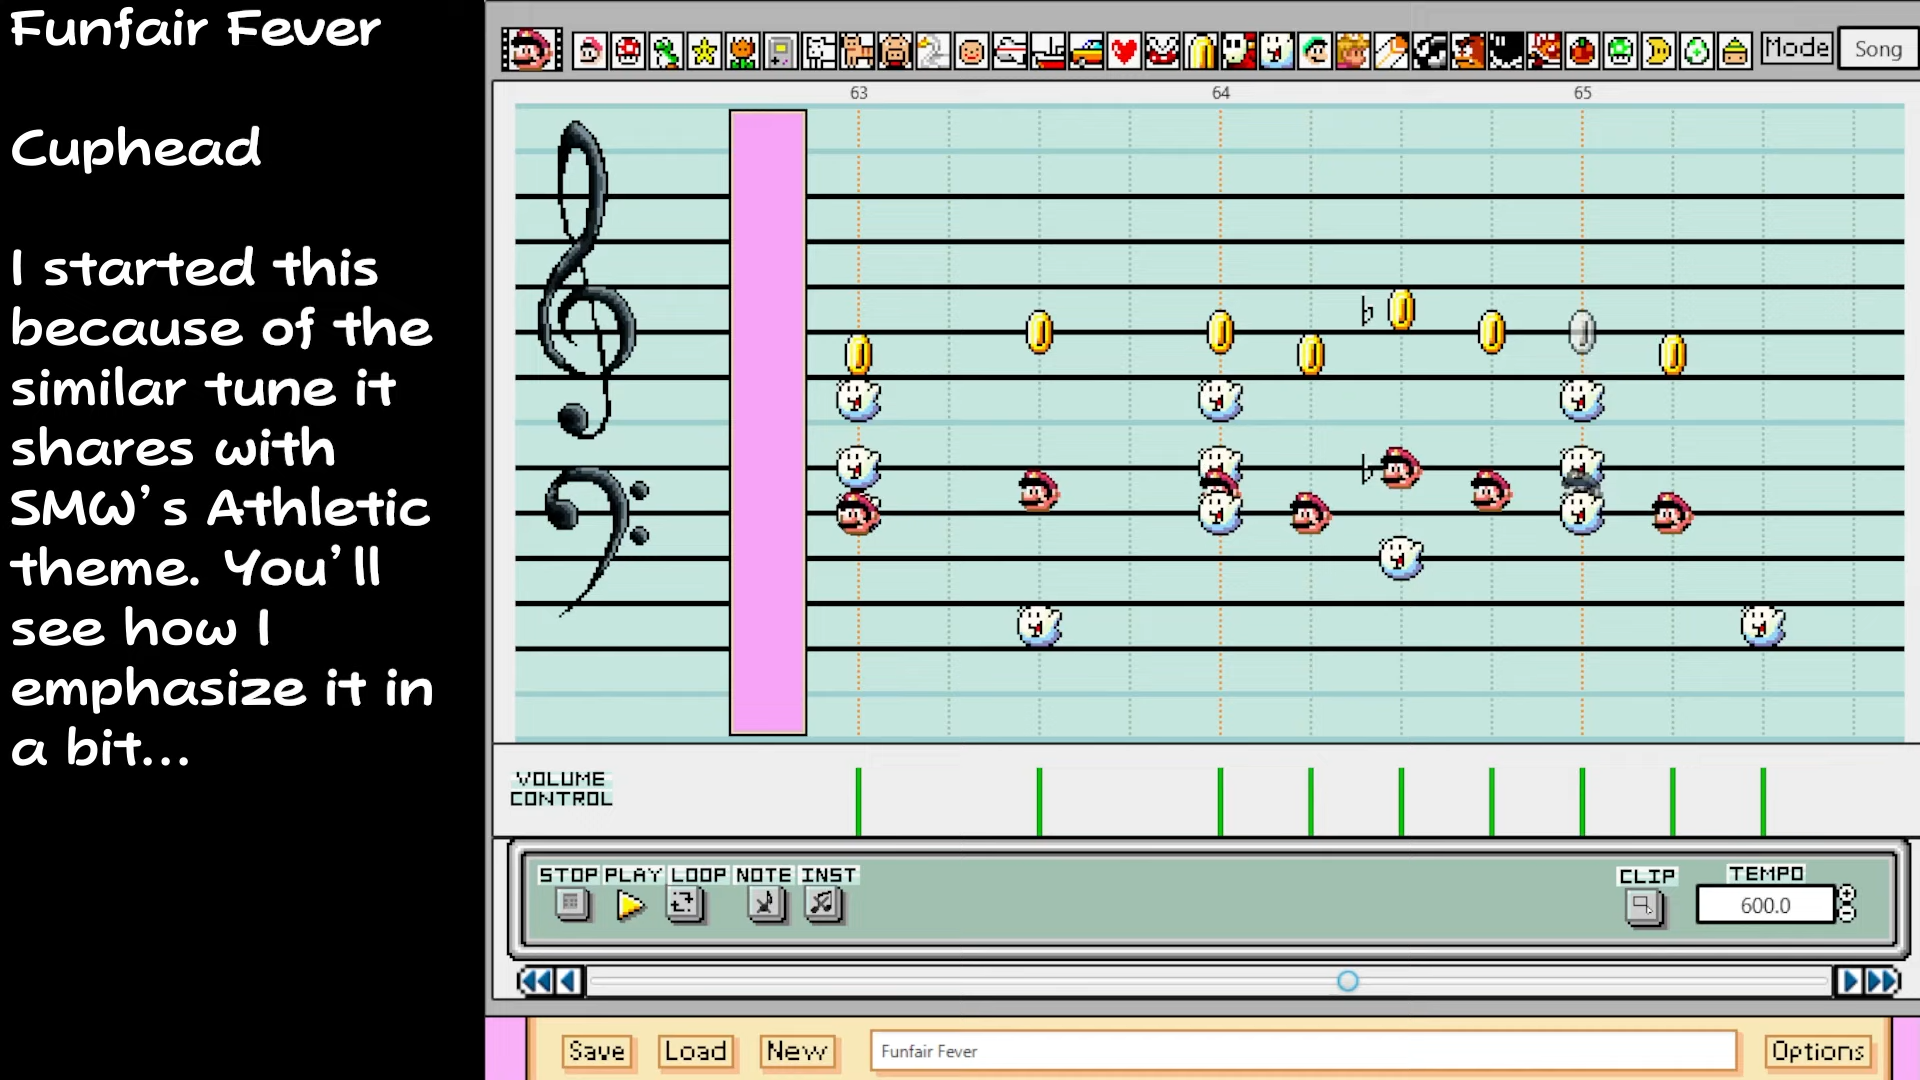 Funfair Fever
Cuphead
I started this
because of the
similar tune it
shares with
SMW's Athletic
theme. You'll
see how I
emphasize it in
a bit...
Mode
Song
63
64
65
VOLUME
CONTROL
STOP PLAY LOOP NOTE INST
CLIP
TEMPO
600.0
Save
Load
New
Funfair Fever
Options